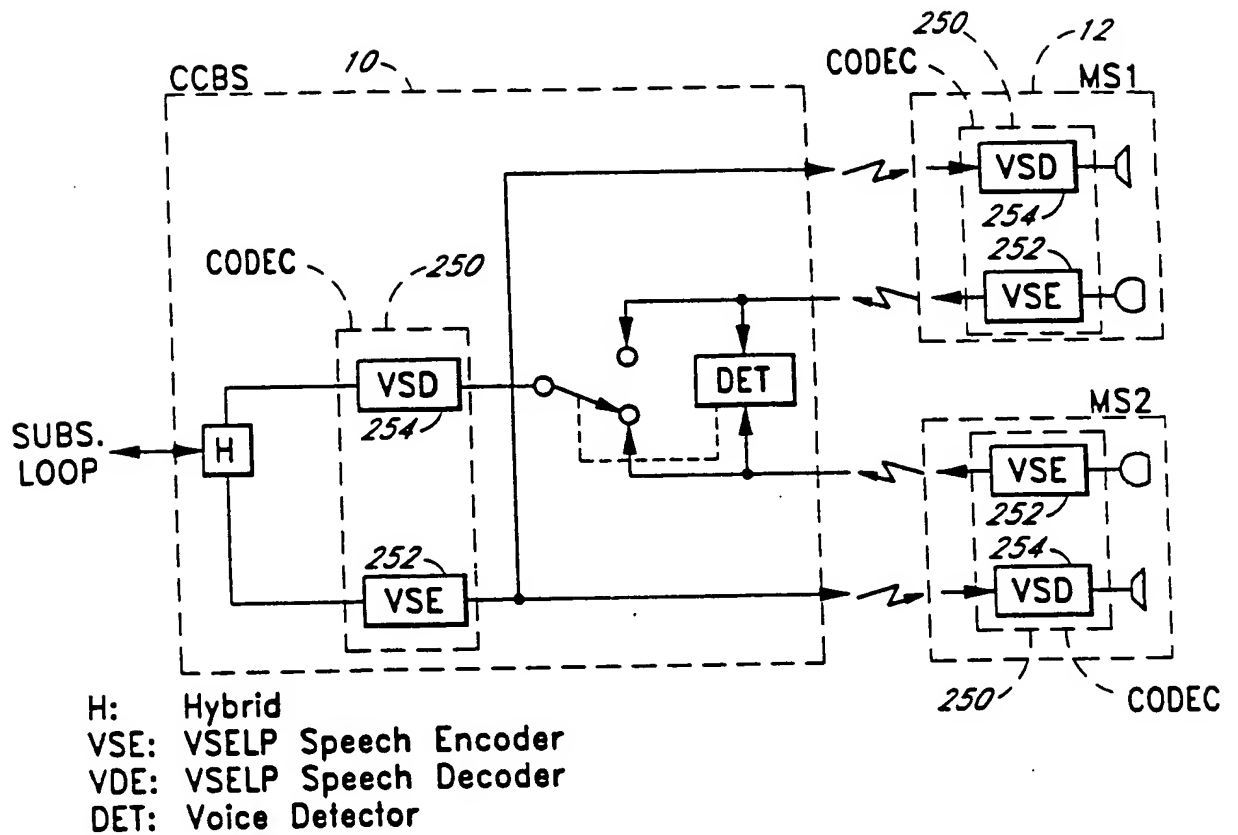 CCBS
10
250
12
CODEC
MS1
VSD
254
252
VSE
CODEC
250
VSD
254
DET
MS2
SUBS.
LOOP
H
VSE
252
254
VSD
252
VSE
250
CODEC
H: Hybrid
VSE: VSELP Speech Encoder
VDE: VSELP Speech Decoder
DET: Voice Detector